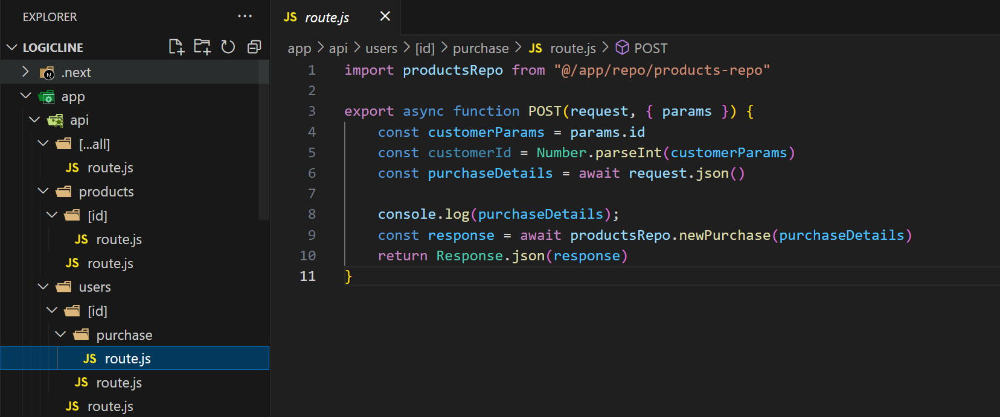 EXPLORER
LOGICLINE
.next
app
api
[...all]
JS route.js
products
[id]
JS route.js
JS route.js
users
[id]
purchase
JS route.js
JS route.js
JS route.js
JS route.js
app > api > users > [id] > purchase > JS route.js > POST
1 import productsRepo from "@/app/repo/products-repo"
2
3 export async function POST(request, { params }) {
4 const customerParams = params.id
5 const customerId = Number.parseInt(customerParams)
6 const purchaseDetails = await request.json()
7
8 console.log(purchaseDetails);
9 const response = await productsRepo.newPurchase(purchaseDetails)
10 return Response.json(response)
11 }